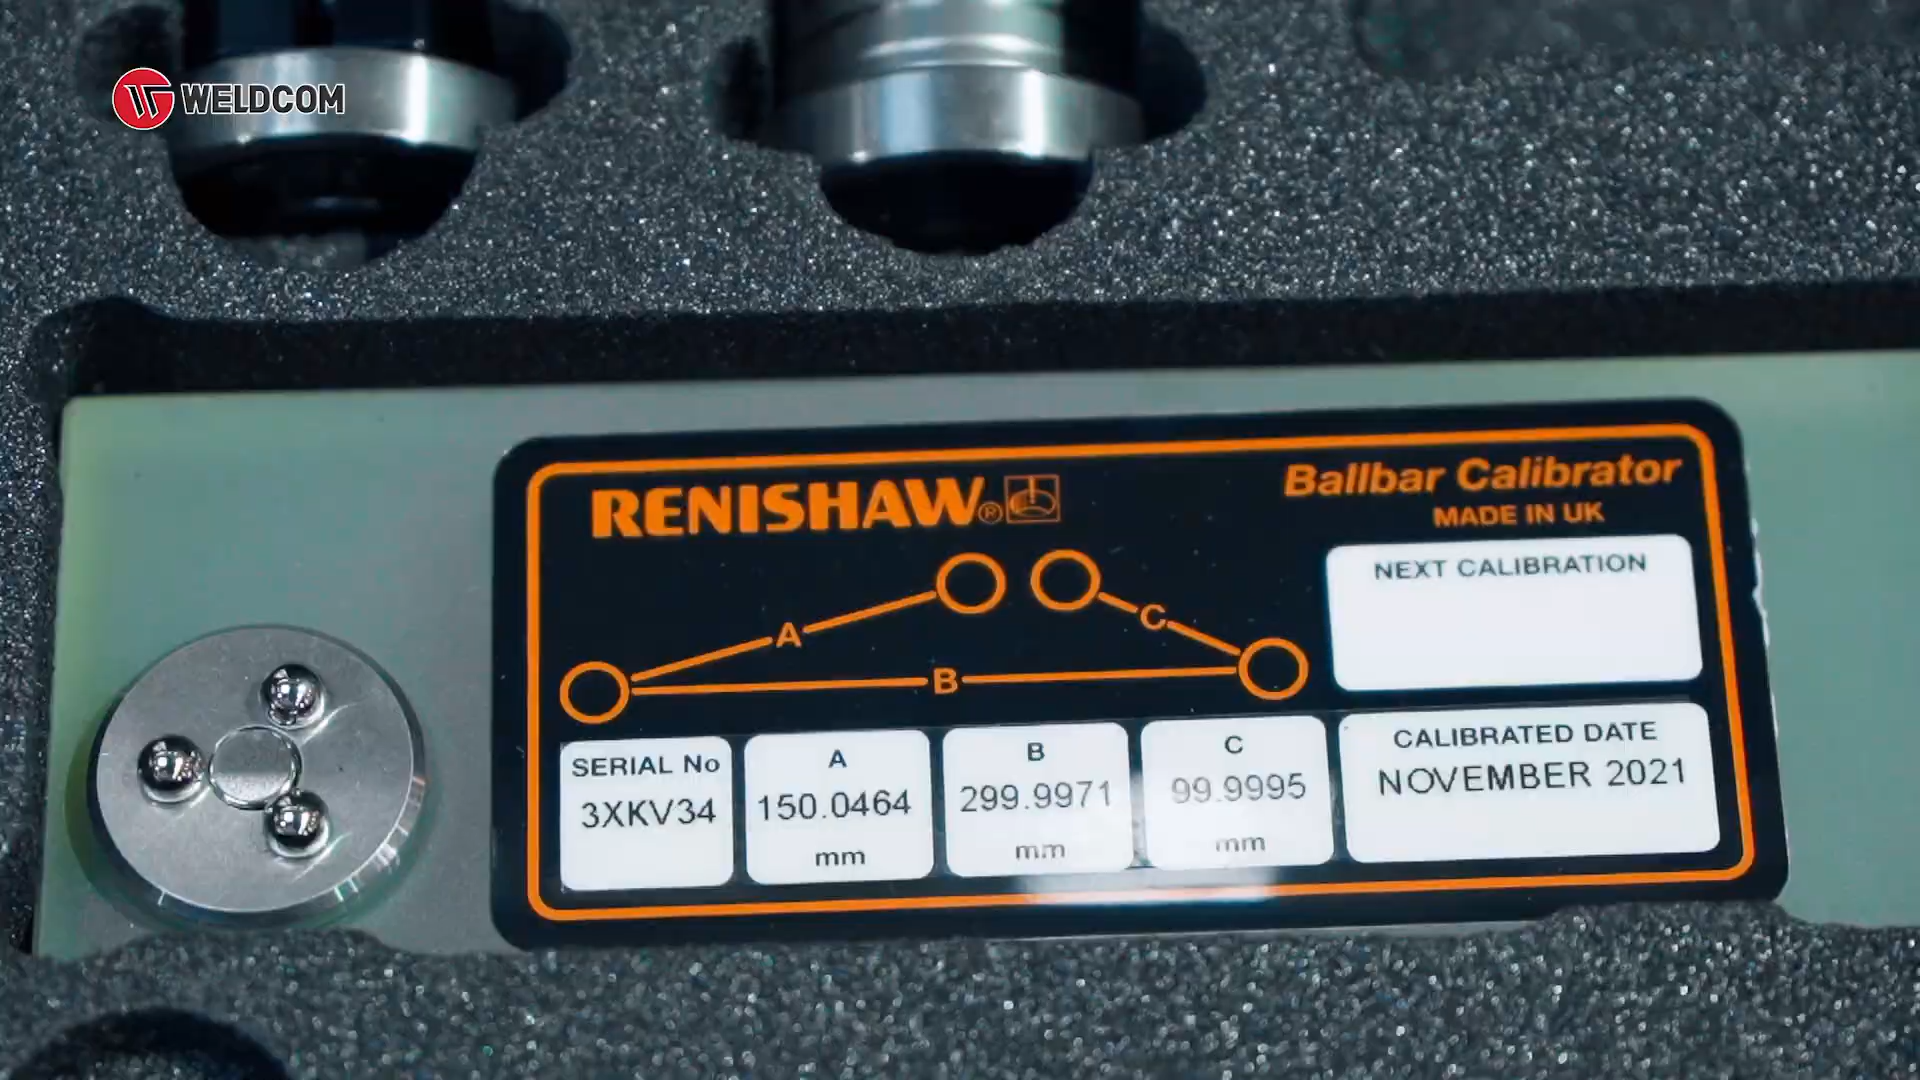 WELDCOM
RENISHAW®
Ballbar Calibrator
MADE IN UK
A
C
B
NEXT CALIBRATION
SERIAL No
3XKV34
A
150.0464
mm
B
299.9971
mm
C
99.9995
mm
CALIBRATED DATE
NOVEMBER 2021